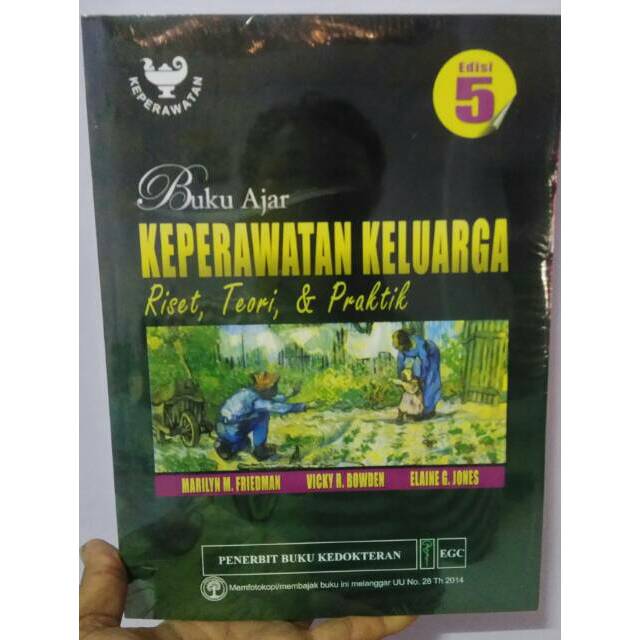 KEPERAWATAN
Edisi
5
Buku Ajar
KEPERAWATAN KELUARGA
Riset, Teori, & Praktik
MARILYN M. FRIEDMAN VICKY R. BOWDEN ELAINE G. JONES
PENERBIT BUKU KEDOKTERAN EGC
Memfotokopi/membajak buku ini melanggar UU No. 28 Th 2014